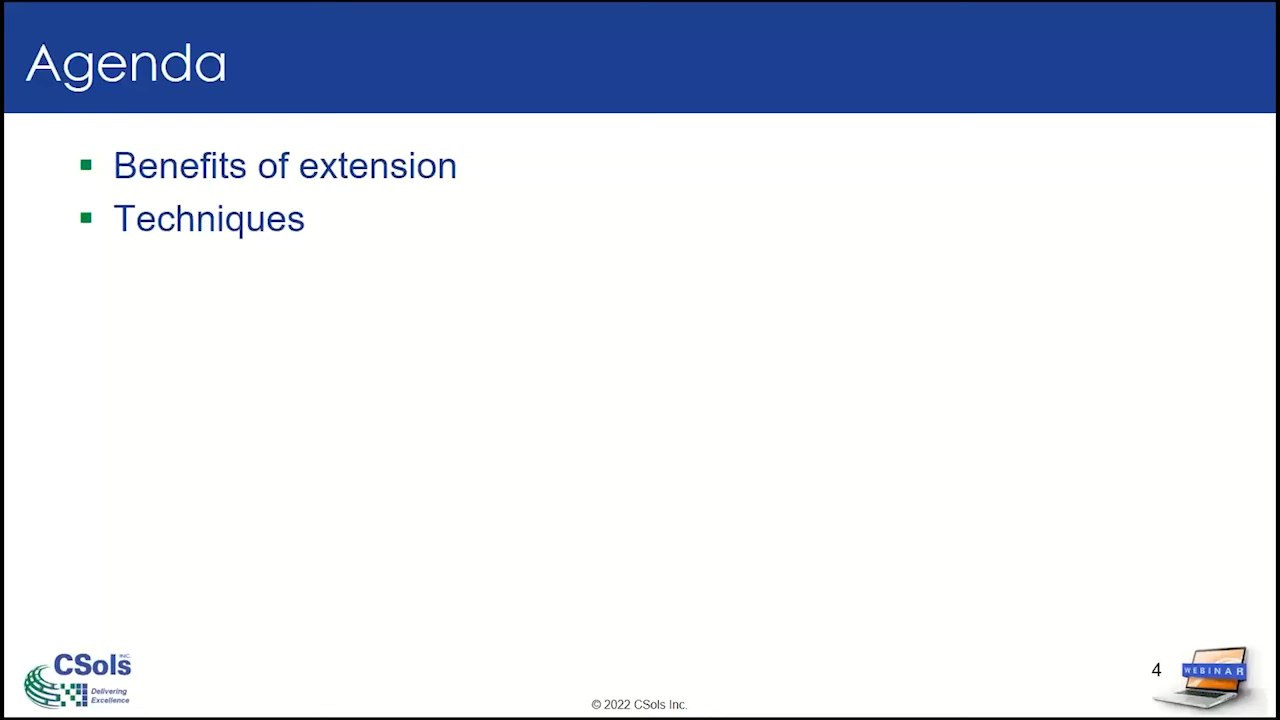 Agenda
Benefits of extension
Techniques
CSols INC
Delivering
Excellence
© 2022 CSols Inc.
4
WEBINAR